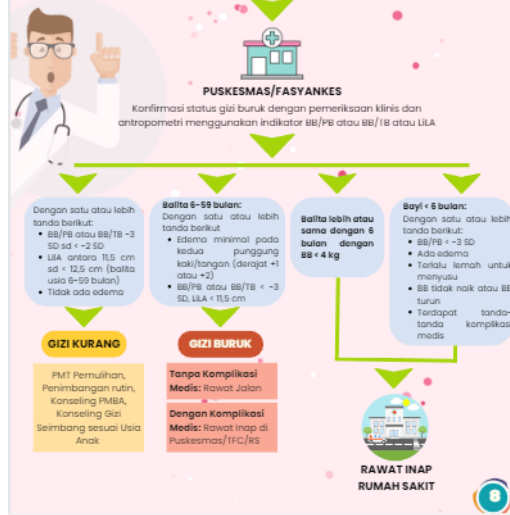 PUSKESMAS/FASYANKES
Konfirmasi status gizi buruk dengan pemeriksaan klinis dan
antropometri menggunakan indikator BB/PB atau BB/TB atau LiLA
Dengan satu atau lebih
tanda berikut:
• BB/PB atau BB/TB -3
SD sd < -2 SD
• LilA antara 11,5 cm
sd < 12,5 cm (balita
usia 6-59 bulan)
• Tidak ada edema
GIZI KURANG
PMT Pemulihan,
Penimbangan rutin,
Konseling PMBA,
Konseling Gizi
Seimbang sesuai Usia
Anak
Balita 6-59 bulan:
Dengan satu atau lebih
tanda berikut
• Edema minimal pada
kedua punggung
kaki/tangan (derajat +1
atau +2)
• BB/PB atau BB/TB < -3
SD, LiLA < 11,5 cm
GIZI BURUK
Tanpa Komplikasi
Medis: Rawat Jalan
Dengan Komplikasi
Medis: Rawat Inap di
Puskesmas/TFC/RS
Balita lebih atau
sama dengan 6
bulan dengan
BB < 4 kg
Bayi < 6 bulan:
Dengan satu atau lebih
tanda berikut:
• BB/PB < -3 SD
• Ada edema
• Terlalu lemah untuk
menyusu
• BB tidak naik atau BB
turun
• Terdapat tanda-
tanda komplikasi
medis
RAWAT INAP
RUMAH SAKIT
8